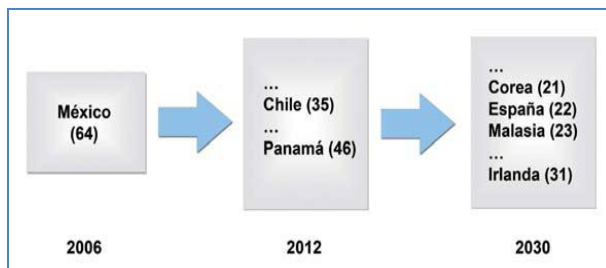 México
(64)
...
Chile (35)
...
Panamá (46)
...
Corea (21)
España (22)
Malasia (23)
...
Irlanda (31)
2006
2012
2030